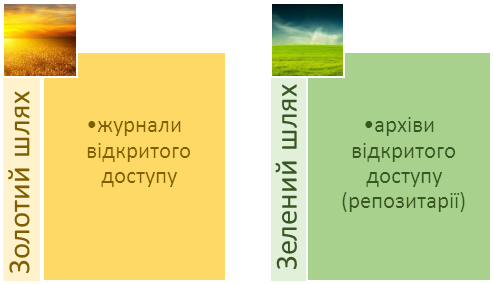 Золотий шлях
•журнали
відкритого
доступу
Зелений шлях
•архіви
відкритого
доступу
(репозитарії)